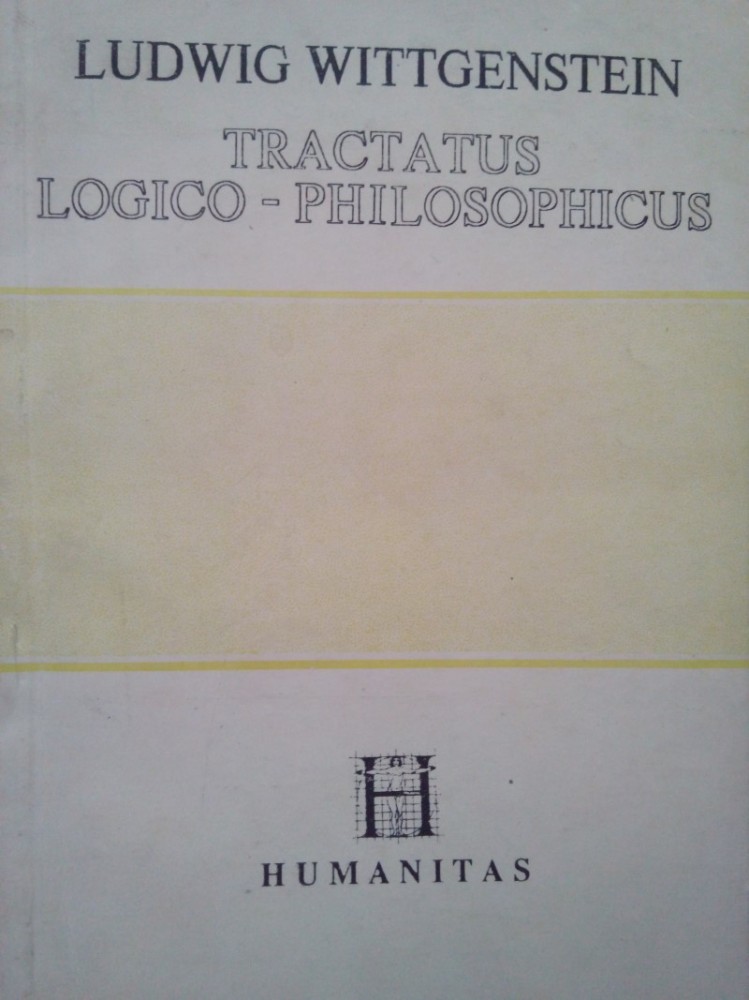 LUDWIG WITTGENSTEIN
TRACTATUS
LOGICO - PHILOSOPHICUS
H
HUMANITAS